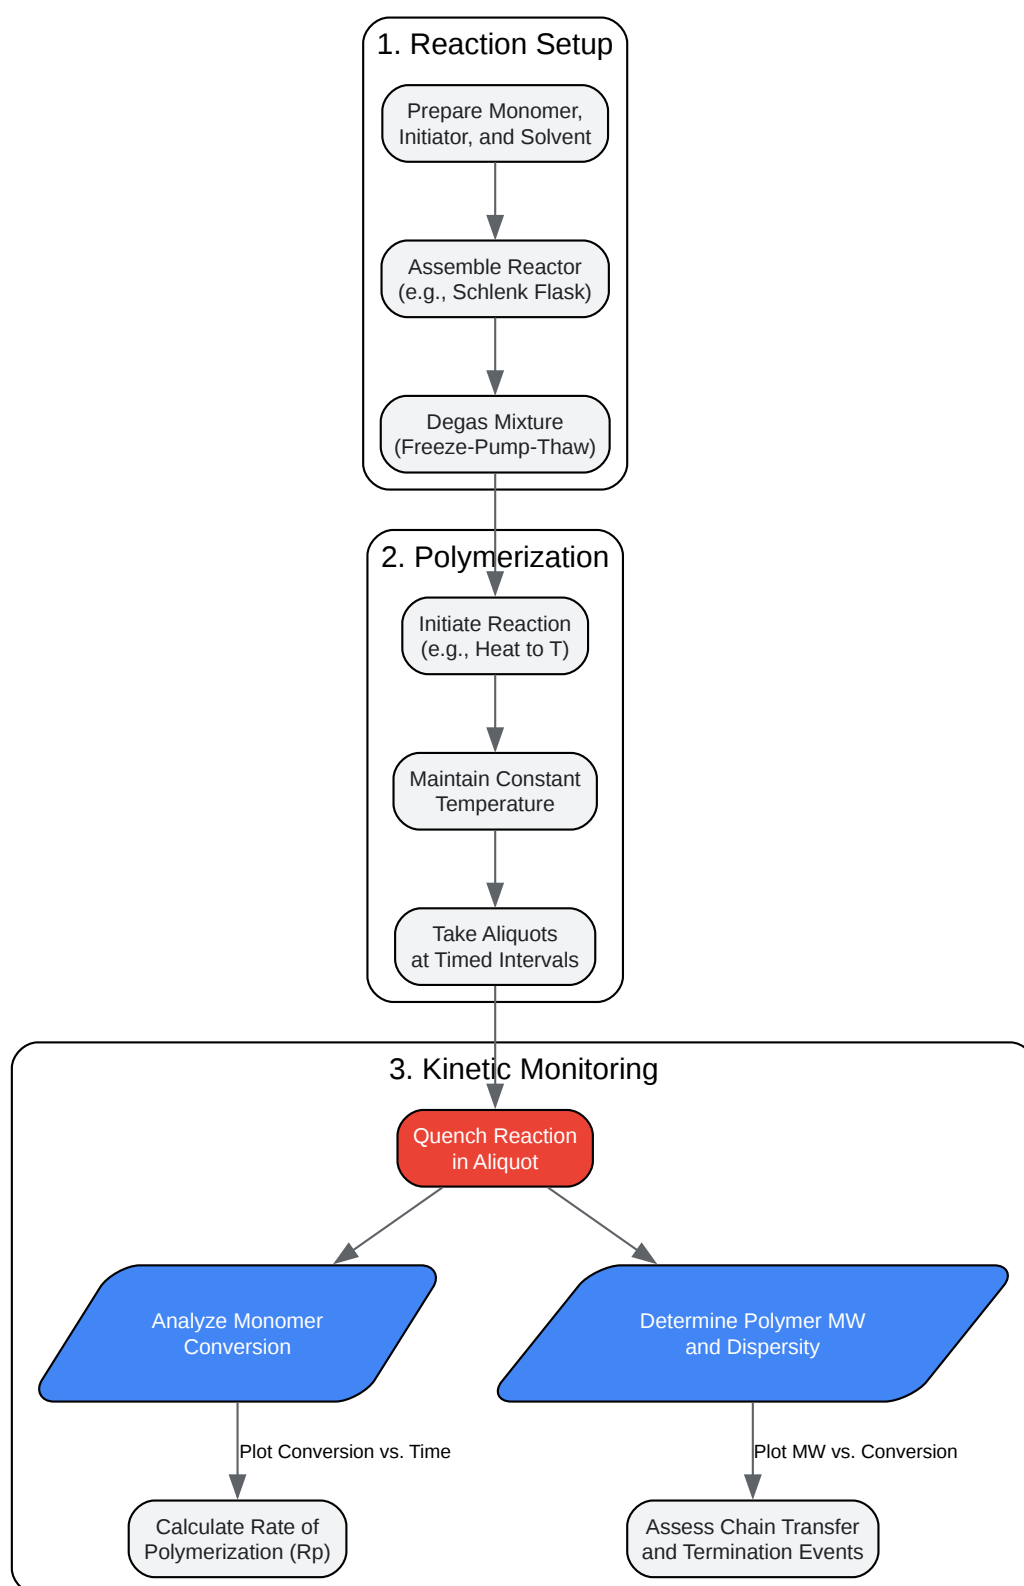 1. Reaction Setup
Prepare Monomer,
Initiator, and Solvent
Assemble Reactor
(e.g., Schlenk Flask)
Degas Mixture
(Freeze-Pump-Thaw)
2. Polymerization
Initiate Reaction
(e.g., Heat to T)
Maintain Constant
Temperature
Take Aliquots
at Timed Intervals
3. Kinetic Monitoring
Quench Reaction
in Aliquot
Analyze Monomer
Conversion
Determine Polymer MW
and Dispersity
Plot Conversion vs. Time
Plot MW vs. Conversion
Calculate Rate of
Polymerization (Rp)
Assess Chain Transfer
and Termination Events